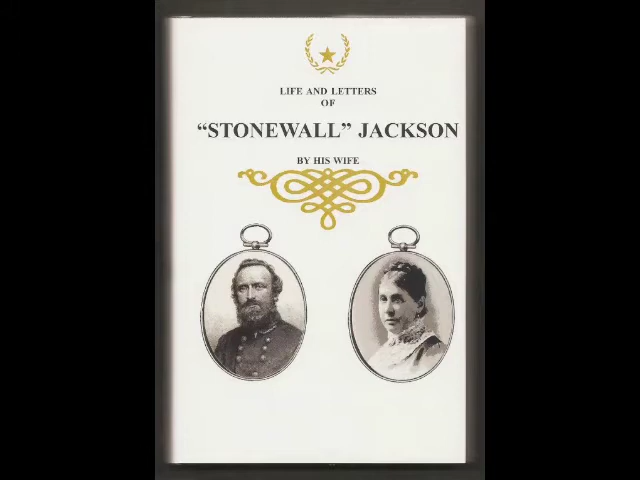 LIFE AND LETTERS
OF
“STONEWALL” JACKSON
BY HIS WIFE